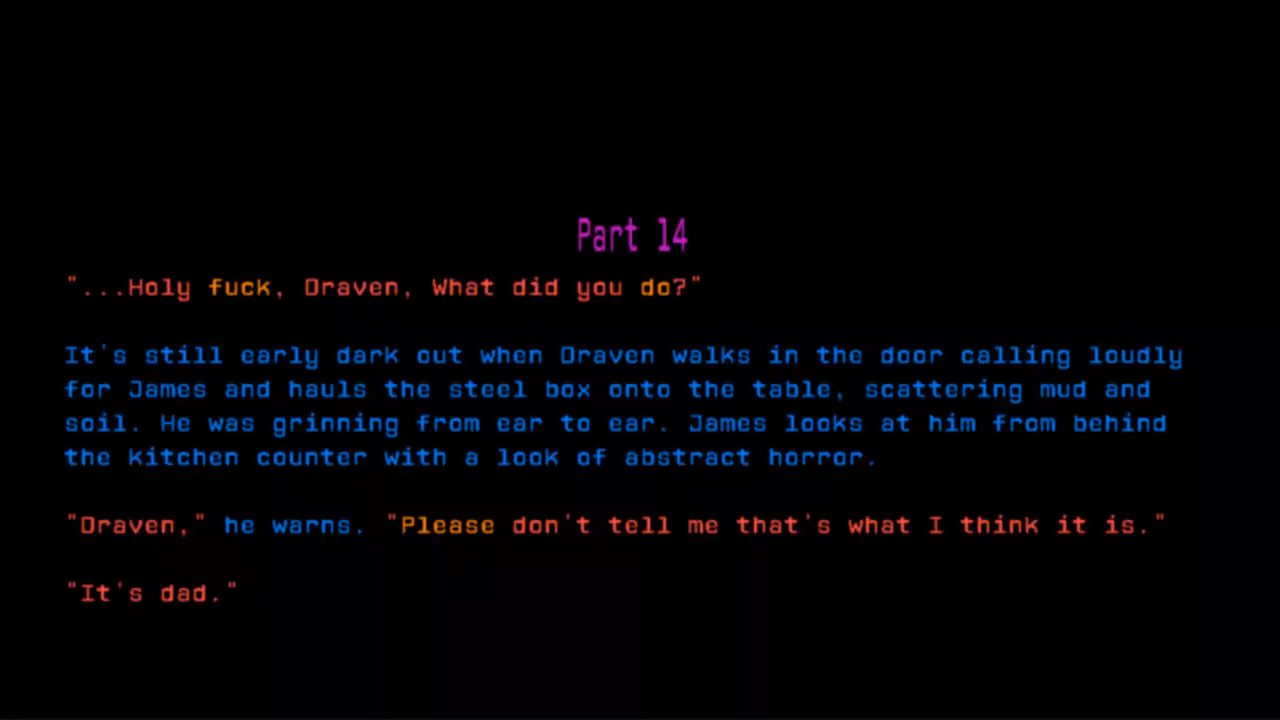 Part 14
"...Holy fuck, Draven, What did you do?"
It's still early dark out when Draven walks in the door calling loudly
for James and hauls the steel box onto the table, scattering mud and
soil. He was grinning from ear to ear. James looks at him from behind
the kitchen counter with a look of abstract horror.
"Draven," he warns. "Please don't tell me that's what I think it is."
"It's dad."